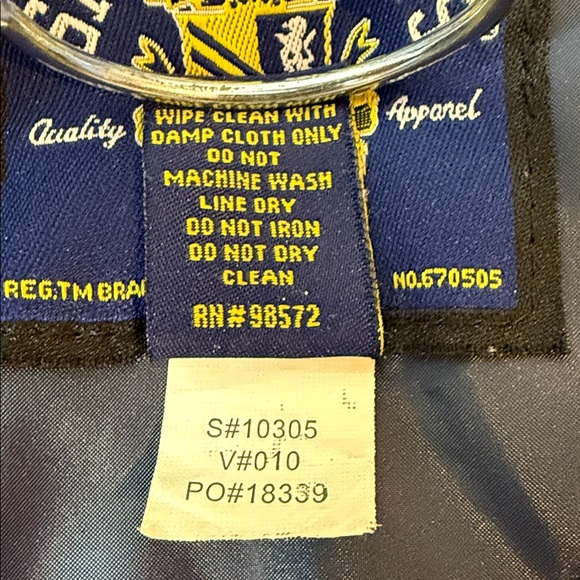 Quality
Apparel
WIPE CLEAN WITH
DAMP CLOTH ONLY
DO NOT
MACHINE WASH
LINE DRY
DO NOT IRON
DO NOT DRY
CLEAN
RN#98572
REG.TM BRA
NO.670505
S#10305
V#010
PO#18339